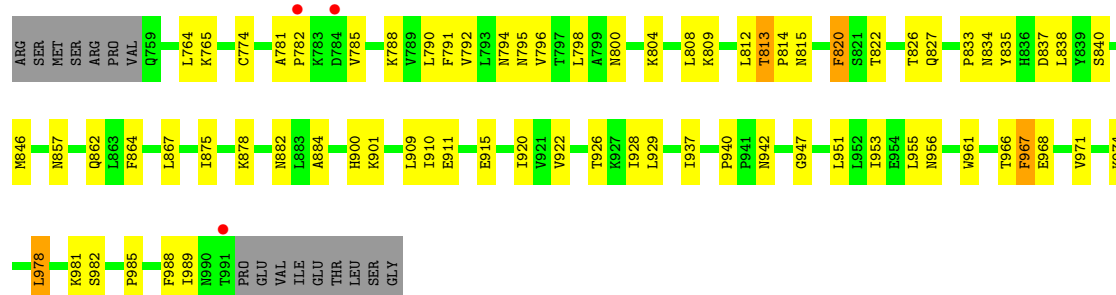 ARG SER MET SER ARG PRO VAL Q759 L764 K765 C774 A781 P782 K783 D784 V785 K788 V789 L790 F791 V792 L793 N794 N795 V796 T797 L798 A799 N800 K804 L808 K809 L812 T813 P814 N815 F820 S821 T822 T826 Q827 P833 N834 Y835 H836 D837 L838 Y839 S840
M846 N857 Q862 L863 F864 L867 I875 K878 N882 L883 A884 H900 K901 L909 I910 E911 E915 I920 V921 V922 T926 K927 I928 L929 I937 P940 P941 N942 G947 L951 L952 I953 E954 L955 N956 W961 T966 F967 E968 V971
L978 K981 S982 P985 F988 I989 N990 T991 PRO GLU VAL ILE GLU THR LEU SER GLY